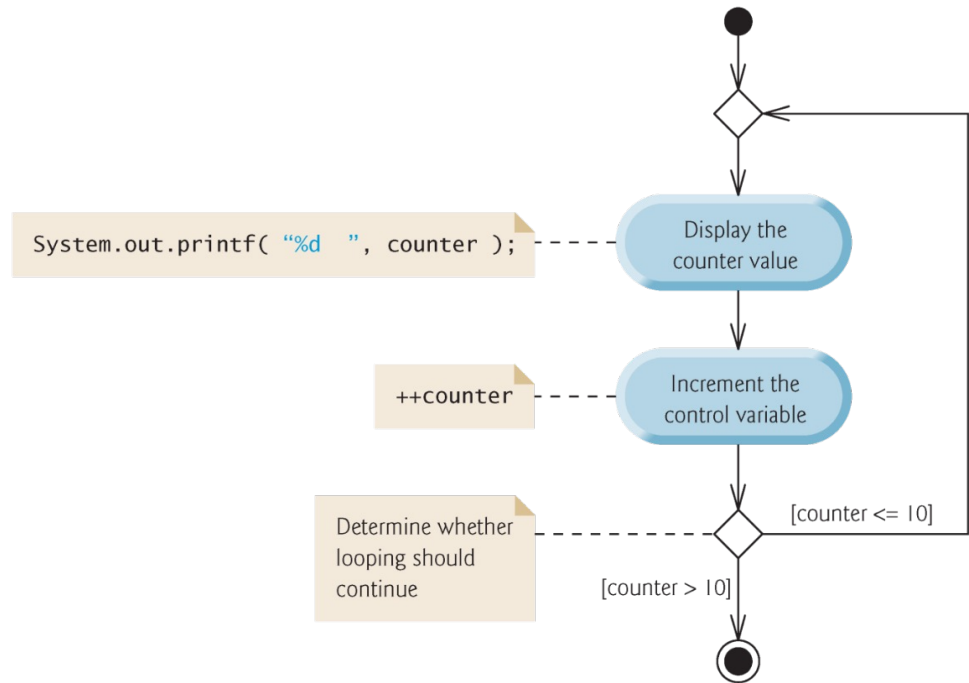 System.out.printf( “%d  ”, counter );
Display the
counter value
++counter
Increment the
control variable
Determine whether
looping should
continue
[counter <= 10]
[counter > 10]